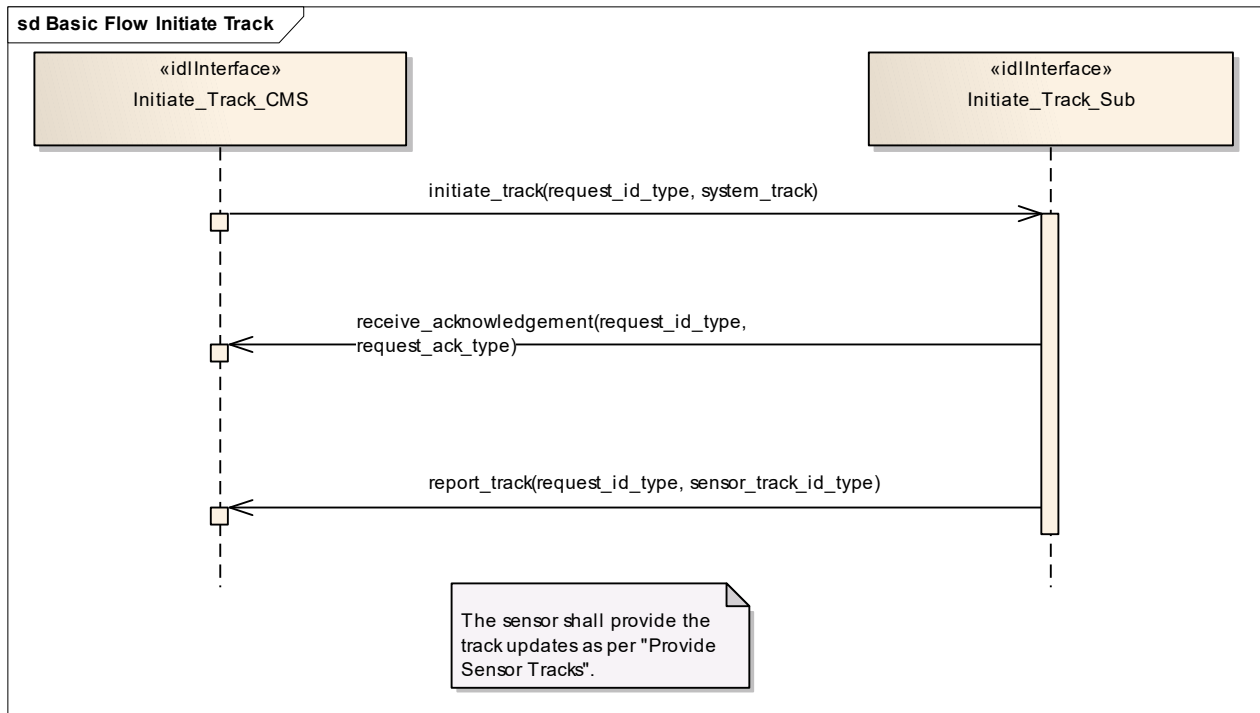 sd Basic Flow Initiate Track
«idlInterface»
Initiate_Track_CMS
«idlInterface»
Initiate_Track_Sub
initiate_track(request_id_type, system_track)
receive_acknowledgement(request_id_type,
request_ack_type)
report_track(request_id_type, sensor_track_id_type)
The sensor shall provide the
track updates as per "Provide
Sensor Tracks".